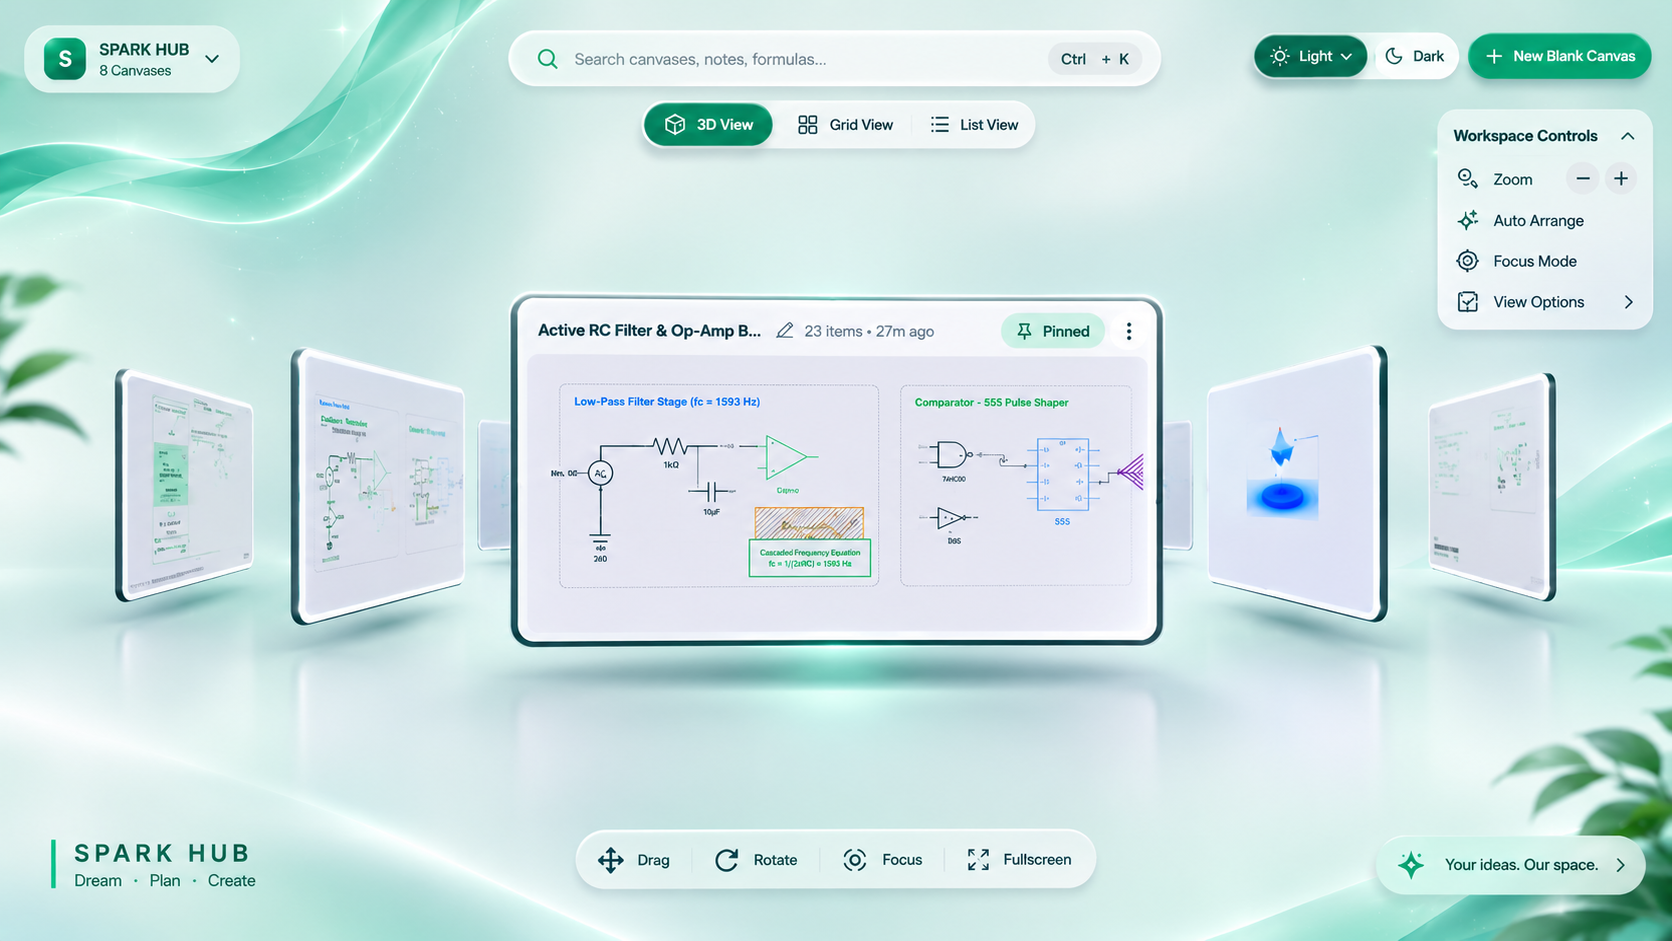 SPARK HUB
8 Canvases
Search canvases, notes, formulas...
Ctrl + K
Light
Dark
New Blank Canvas
3D View
Grid View
List View
Workspace Controls
Zoom
Auto Arrange
Focus Mode
View Options
Active RC Filter & Op-Amp B...
23 items • 27m ago
Pinned
Low-Pass Filter Stage (fc = 1593 Hz)
AC
1kΩ
10μF
Comparator - 555 Pulse Shaper
74HC00
555
Cascaded Frequency Equation
SPARK HUB
Dream · Plan · Create
Drag
Rotate
Focus
Fullscreen
Your ideas. Our space.